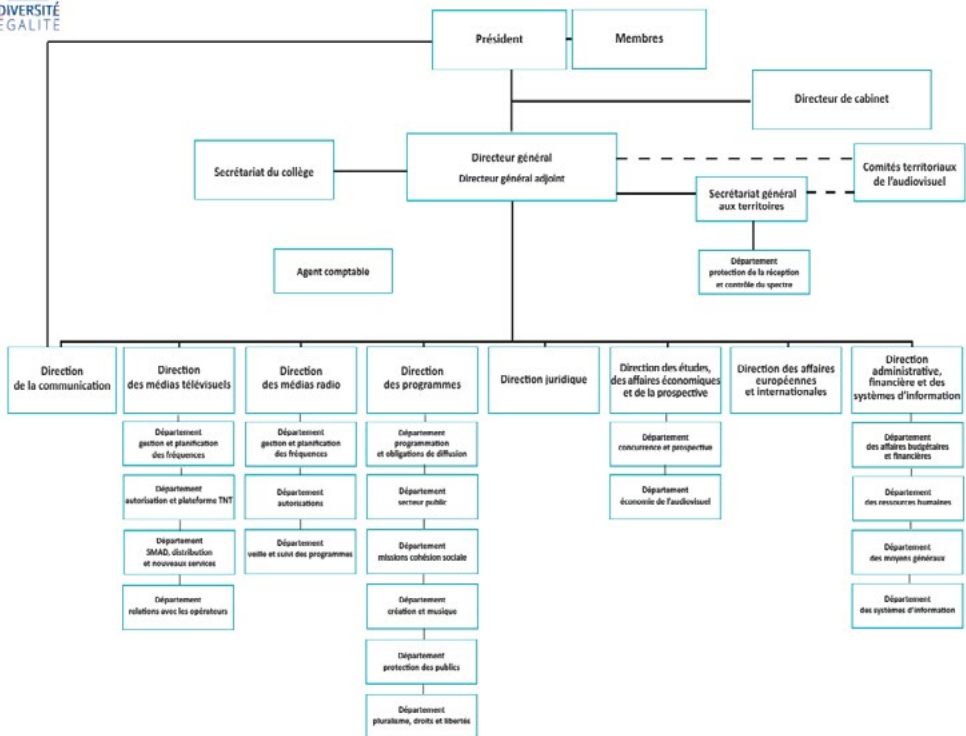 DIVERSITÉ
ÉGALITÉ
Président
Membres
Directeur de cabinet
Secrétariat du collège
Directeur général
Directeur général adjoint
Comités territoriaux
de l'audiovisuel
Secrétariat général
aux territoires
Agent comptable
Département
protection de la réception
et contrôle du spectre
Direction
de la communication
Direction
des médias télévisuels
Direction
des médias radio
Direction
des programmes
Direction juridique
Direction des études,
des affaires économiques
et de la prospective
Direction des affaires
européennes
et internationales
Direction
administrative,
financière et des
systèmes d'information
Département
gestion et planification
des fréquences
Département
autorisation et plateforme TNT
Département
SMAD, distribution
et nouveaux services
Département
relations avec les opérateurs
Département
gestion et planification
des fréquences
Département
autorisations
Département
veille et suivi des programmes
Département
programmation
et obligations de diffusion
Département
secteur public
Département
missions cohésion sociale
Département
création et musique
Département
protection des publics
Département
pluralisme, droits et libertés
Département
concurrence et prospective
Département
économie de l'audiovisuel
Département
des affaires budgétaires
et financières
Département
des ressources humaines
Département
des moyens généraux
Département
des systèmes d'information